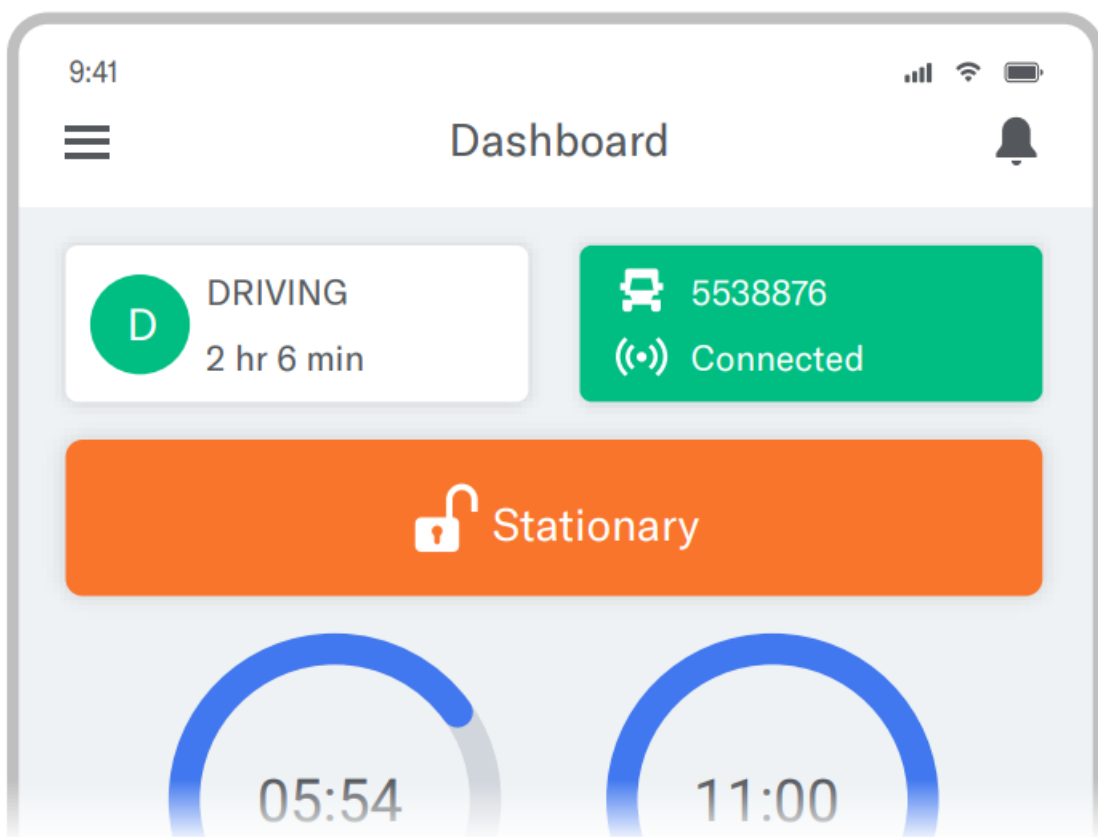 9:41
Dashboard
D
DRIVING
2 hr 6 min
5538876
Connected
Stationary
05:54
11:00